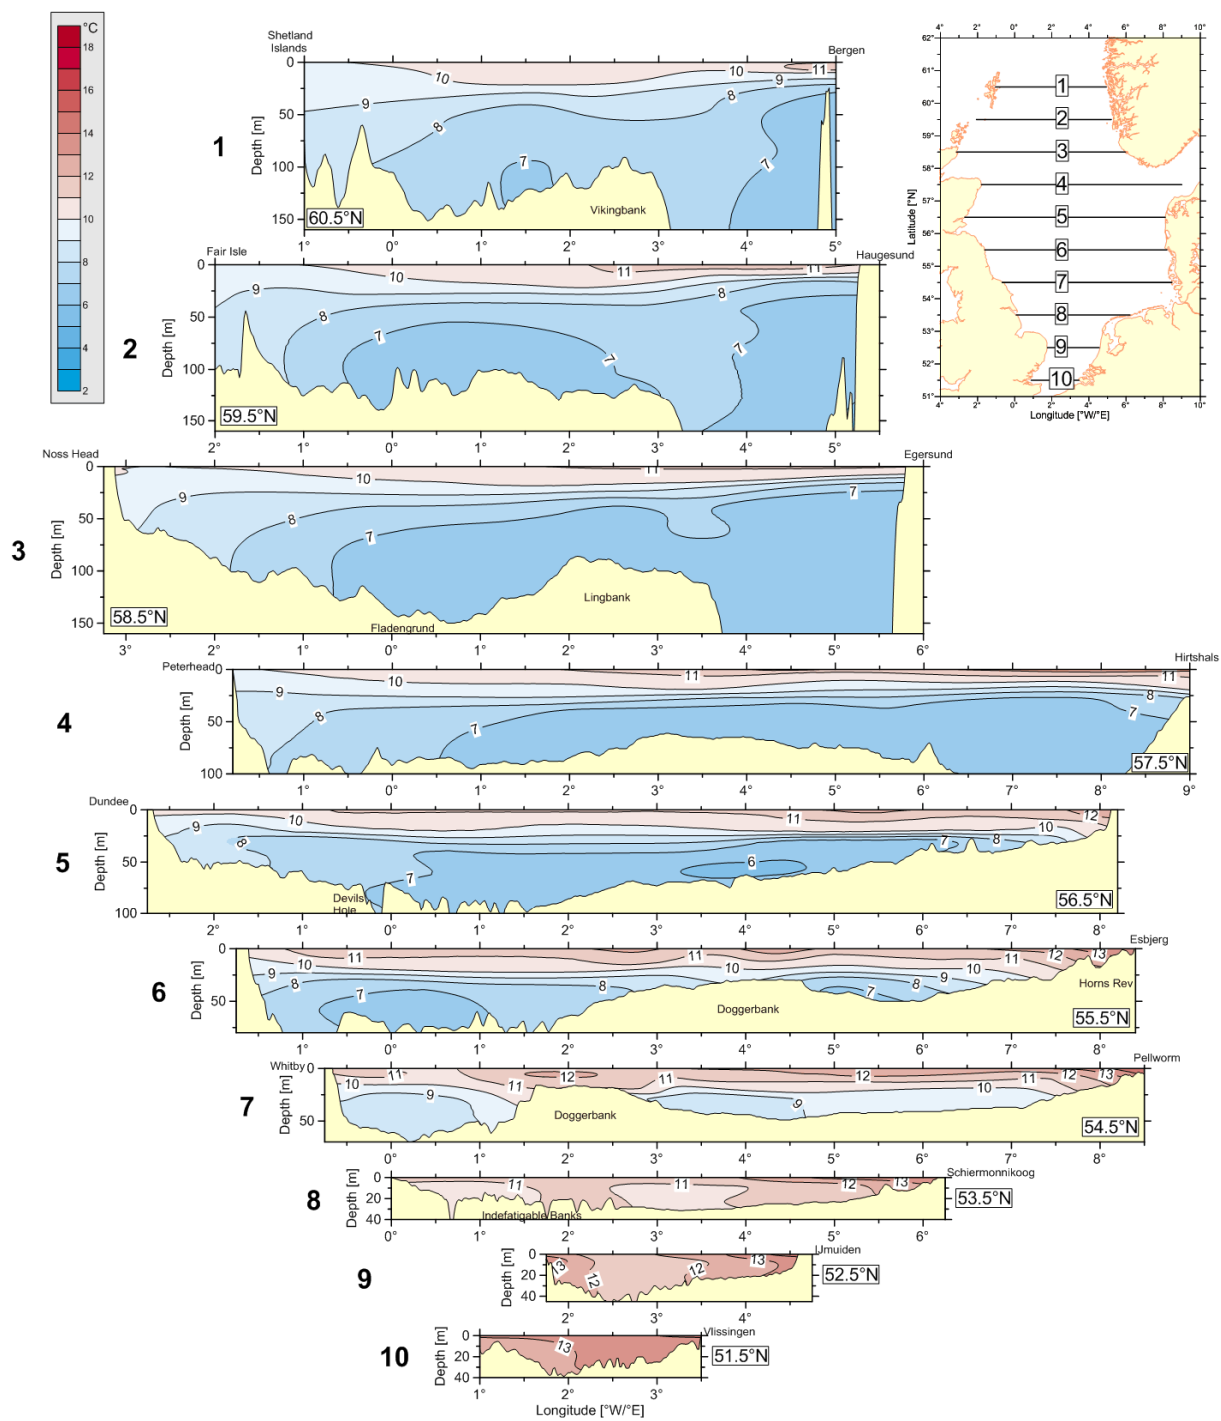 °C
18
16
14
12
10
8
6
4
2
62°
61°
60°
59°
58°
57°
56°
55°
54°
53°
52°
51°
4° 2° 0° 2° 4° 6° 8° 10°
4° 2° 0° 2° 4° 6° 8° 10°
Latitude [°N]
Longitude [°W/°E]
1
2
3
4
5
6
7
8
9
10
1
Shetland
Islands
Bergen
Depth [m]
0
50
100
150
10 10 11
9 9
8 8
7 7
Vikingbank
60.5°N
1° 0° 1° 2° 3° 4° 5°
2
Fair Isle
Haugesund
Depth [m]
0
50
100
150
10 11 11
9 8
8
7 7 7
59.5°N
2° 1° 0° 1° 2° 3° 4° 5°
3
Noss Head
Egersund
Depth [m]
0
50
100
150
10 11
9 7
8
7
Lingbank
58.5°N
Fladengrund
3° 2° 1° 0° 1° 2° 3° 4° 5° 6°
4
Peterhead
Hirtshals
Depth [m]
0
50
100
10 11 11
9 8
8 7
7
57.5°N
1° 0° 1° 2° 3° 4° 5° 6° 7° 8° 9°
5
Dundee
Depth [m]
0
50
100
9 10 11 10 12
8 7 8
7 6
Devils
Hole
56.5°N
2° 1° 0° 1° 2° 3° 4° 5° 6° 7° 8°
6
Esbjerg
Depth [m]
0
50
10 11 11 11 12 13
9 10 9 10
8 8 8
7 7
Horns Rev
Doggerbank
55.5°N
1° 0° 1° 2° 3° 4° 5° 6° 7° 8°
7
Whitby
Pellworm
Depth [m]
0
50
11 12 11 12 11 12 13
10 11 10
9 9
Doggerbank
54.5°N
0° 1° 2° 3° 4° 5° 6° 7° 8°
8
Schiermonnikoog
Depth [m]
0
20
40
11 11 12 13
Indefatigable Banks
53.5°N
0° 1° 2° 3° 4° 5° 6°
9
IJmuiden
Depth [m]
0
20
40
13 12 12 13
52.5°N
2° 3° 4°
10
Vlissingen
Depth [m]
0
20
40
13
51.5°N
1° 2° 3°
Longitude [°W/°E]